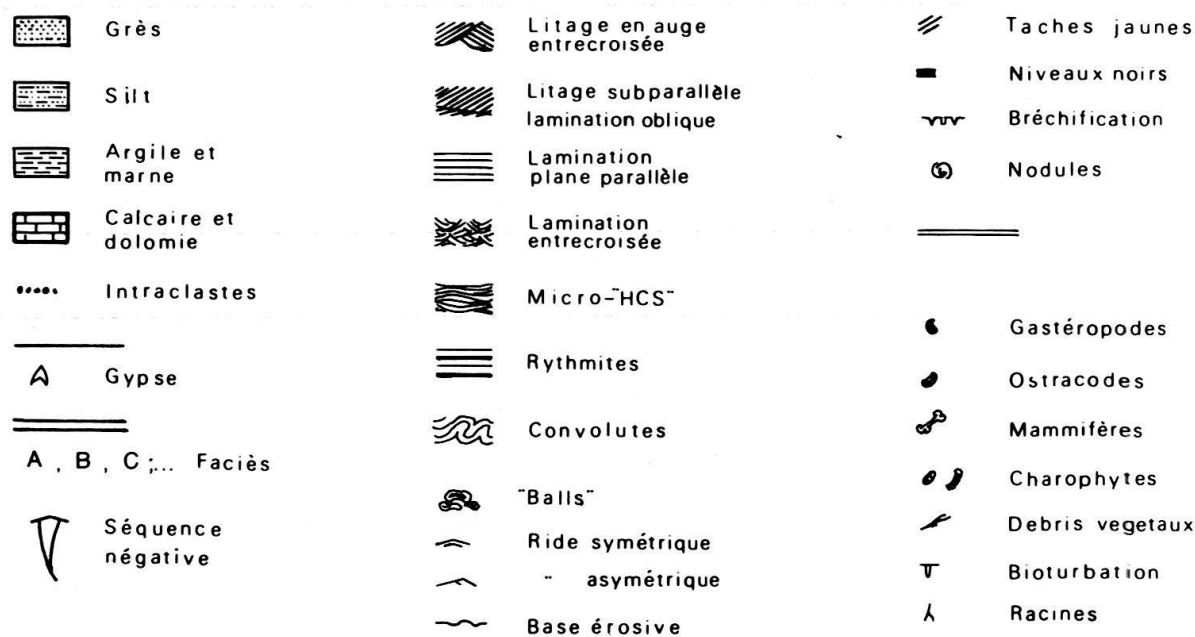 Grès
Silt
Argile et
marne
Calcaire et
dolomie
Intraclastes
Gypse
A , B , C ;... Faciès
Séquence
négative
Litage en auge
entrecroisée
Litage subparallèle
lamination oblique
Lamination
plane parallèle
Lamination
entrecroisée
Micro-"HCS"
Rythmites
Convolutes
"Balls"
Ride symétrique
" asymétrique
Base érosive
Taches jaunes
Niveaux noirs
Bréchification
Nodules
Gastéropodes
Ostracodes
Mammifères
Charophytes
Debris vegetaux
Bioturbation
Racines